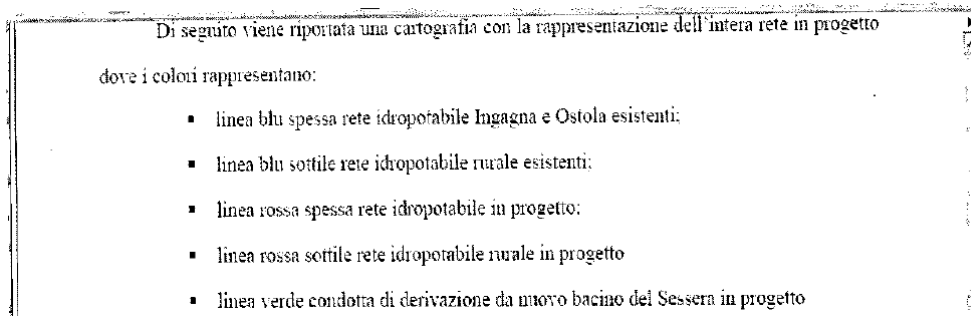 Di seguito viene riportata una cartografia con la rappresentazione dell'intera rete in progetto
dove i colori rappresentano:
▪ linea blu spessa rete idropotabile Ingagna e Ostola esistenti;
▪ linea blu sottile rete idropotabile rurale esistenti;
▪ linea rossa spessa rete idropotabile in progetto;
▪ linea rossa sottile rete idropotabile rurale in progetto
▪ linea verde condotta di derivazione da nuovo bacino del Sessera in progetto